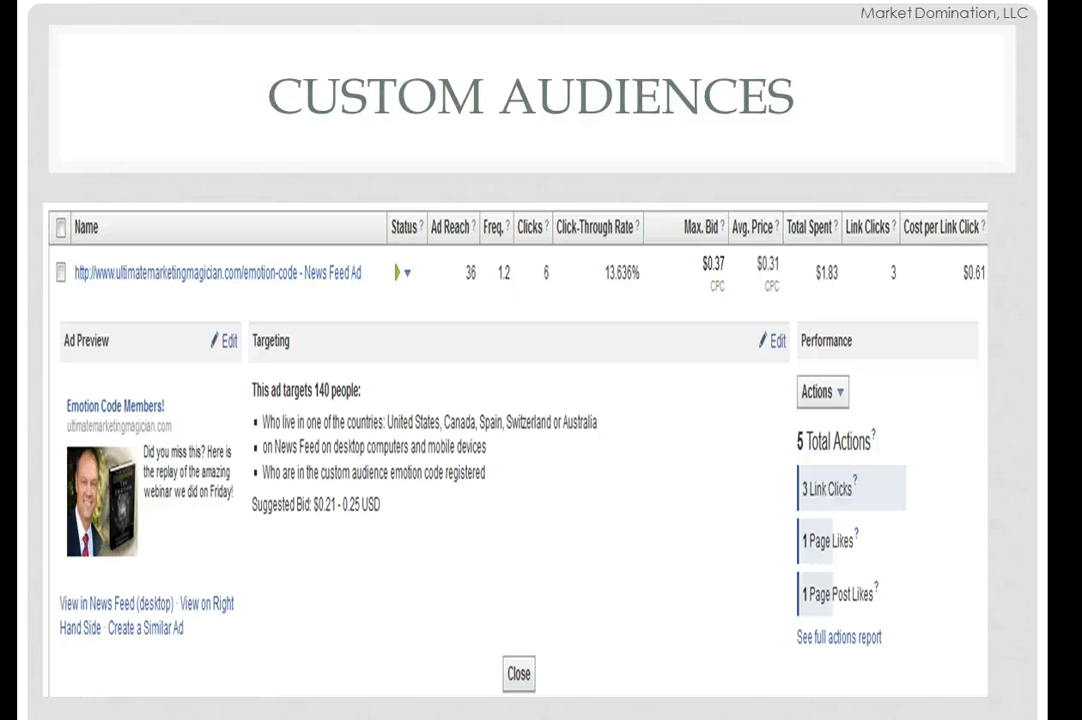 Market Domination, LLC
CUSTOM AUDIENCES
Name Status ? Ad Reach ? Freq. ? Clicks ? Click-Through Rate ? Max. Bid ? Avg. Price ? Total Spent ? Link Clicks ? Cost per Link Click ?
http://www.ultimatemarketingmagician.com/emotion-code - News Feed Ad 36 1.2 6 13.636% $0.37 $0.31 $1.83 3 $0.61
CPC CPC
Ad Preview Edit Targeting Edit Performance
Emotion Code Members!
ultimatemarketingmagician.com
Did you miss this? Here is
the replay of the amazing
webinar we did on Friday!
View in News Feed (desktop) · View on Right
Hand Side · Create a Similar Ad
This ad targets 140 people:
▪ Who live in one of the countries: United States, Canada, Spain, Switzerland or Australia
▪ on News Feed on desktop computers and mobile devices
▪ Who are in the custom audience emotion code registered
Suggested Bid: $0.21 - 0.25 USD
Actions
5 Total Actions ?
3 Link Clicks ?
1 Page Likes ?
1 Page Post Likes ?
See full actions report
Close